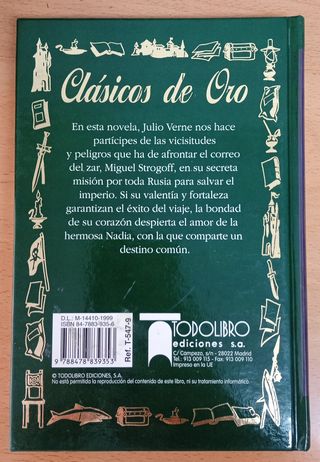 Clásicos de Oro
En esta novela, Julio Verne nos hace
partícipes de las vicisitudes
y peligros que ha de afrontar el correo
del zar, Miguel Strogoff, en su secreta
misión por toda Rusia para salvar el
imperio. Si su valentía y fortaleza
garantizan el éxito del viaje, la bondad
de su corazón despierta el amor de la
hermosa Nadia, con la que comparte un
destino común.
D.L.: M-14410-1999
ISBN 84-7883-935-6
9 788478 839353
Ref. T-547-9
TODOLIBRO
ediciones s.a.
C/ Campezo, s/n - 28022 Madrid
Tel.: 913 009 115 - Fax: 913 009 110
Impreso en la UE
© TODOLIBRO EDICIONES, S.A.
No está permitida la reproducción del contenido de este libro, ni su tratamiento informático.